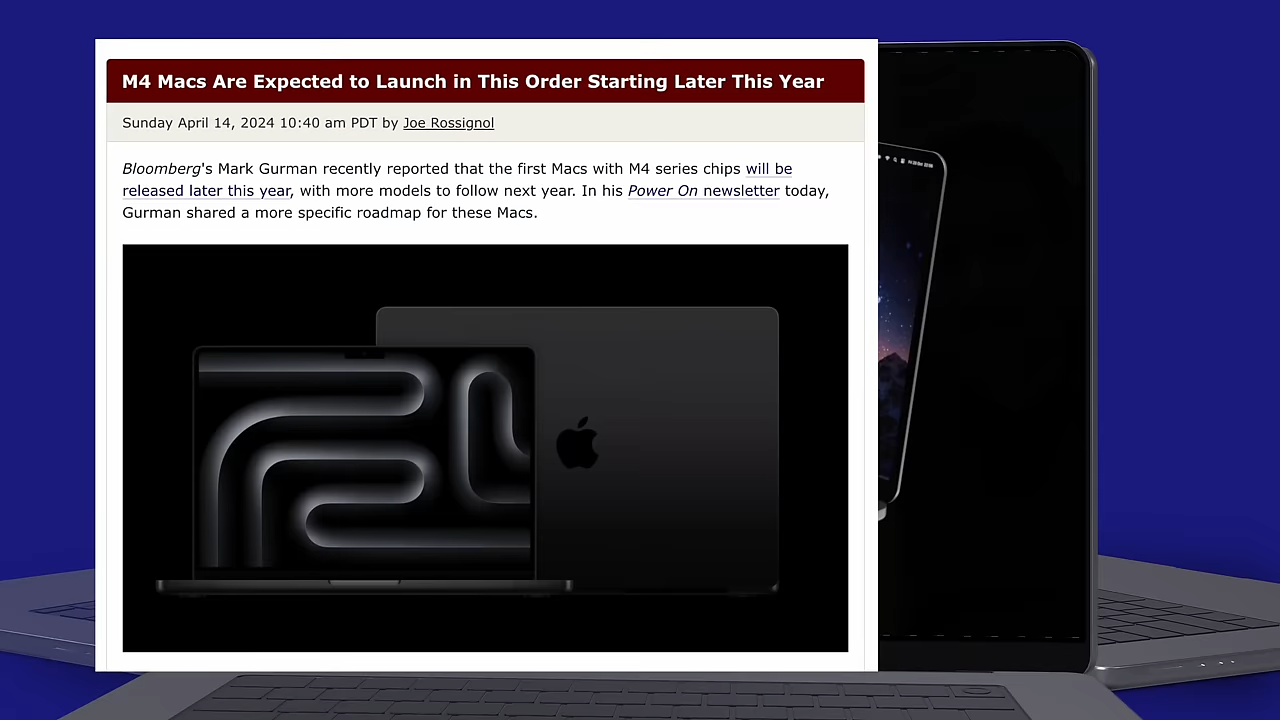 M4 Macs Are Expected to Launch in This Order Starting Later This Year
Sunday April 14, 2024 10:40 am PDT by Joe Rossignol
Bloomberg's Mark Gurman recently reported that the first Macs with M4 series chips will be
released later this year, with more models to follow next year. In his Power On newsletter today,
Gurman shared a more specific roadmap for these Macs.